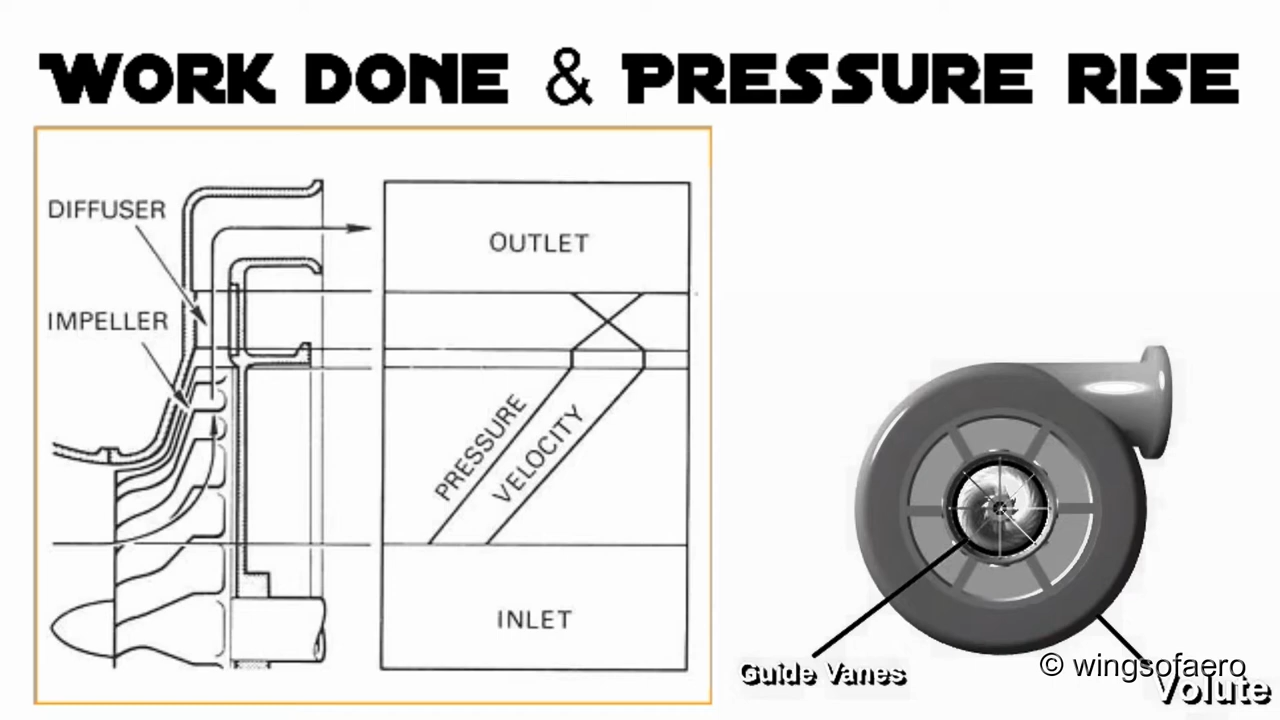 WORK DONE & PRESSURE RISE
DIFFUSER
IMPELLER
OUTLET
PRESSURE
VELOCITY
INLET
Guide Vanes
© wingsofaero
Volute